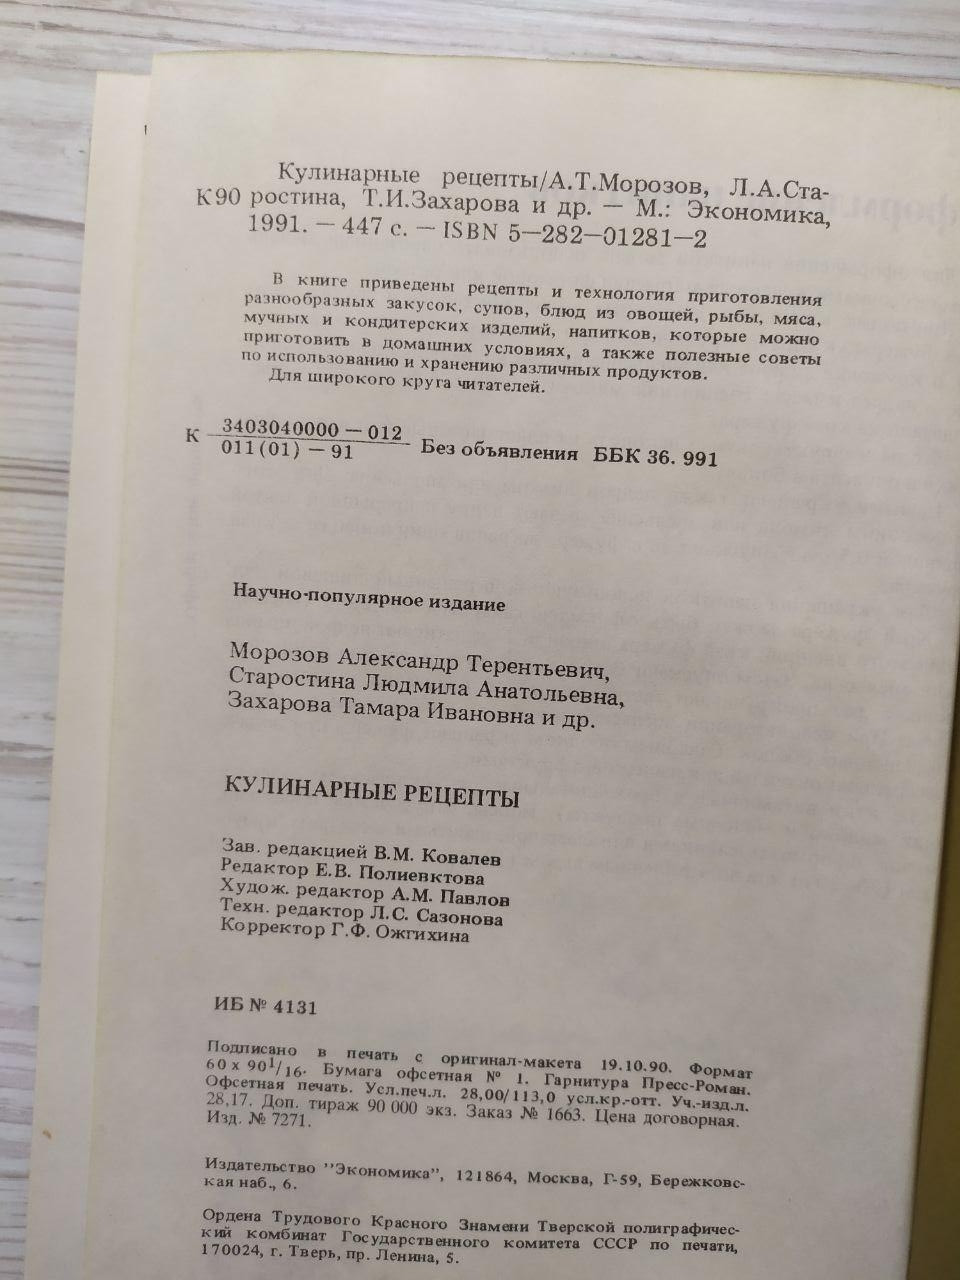 Кулинарные рецепты/А.Т.Морозов, Л.А.Ста-
К90 ростина, Т.И.Захарова и др. — М.: Экономика,
1991. — 447 с. — ISBN 5—282—01281—2
В книге приведены рецепты и технология приготовления
разнообразных закусок, супов, блюд из овощей, рыбы, мяса,
мучных и кондитерских изделий, напитков, которые можно
приготовить в домашних условиях, а также полезные советы
по использованию и хранению различных продуктов.
Для широкого круга читателей.
К 3403040000 — 012
011(01) — 91 Без объявления ББК 36. 991
Научно-популярное издание
Морозов Александр Терентьевич,
Старостина Людмила Анатольевна,
Захарова Тамара Ивановна и др.
КУЛИНАРНЫЕ РЕЦЕПТЫ
Зав. редакцией В.М. Ковалев
Редактор Е.В. Полиевктова
Худож. редактор А.М. Павлов
Техн. редактор Л.С. Сазонова
Корректор Г.Ф. Ожгихина
ИБ № 4131
Подписано в печать с оригинал-макета 19.10.90. Формат
60 х 90¹/₁₆. Бумага офсетная № 1. Гарнитура Пресс-Роман.
Офсетная печать. Усл.печ.л. 28,00/113,0 усл.кр.-отт. Уч.-изд.л.
28,17. Доп. тираж 90 000 экз. Заказ № 1663. Цена договорная.
Изд. № 7271.
Издательство "Экономика", 121864, Москва, Г-59, Бережковс-
кая наб., 6.
Ордена Трудового Красного Знамени Тверской полиграфичес-
кий комбинат Государственного комитета СССР по печати,
170024, г. Тверь, пр. Ленина, 5.